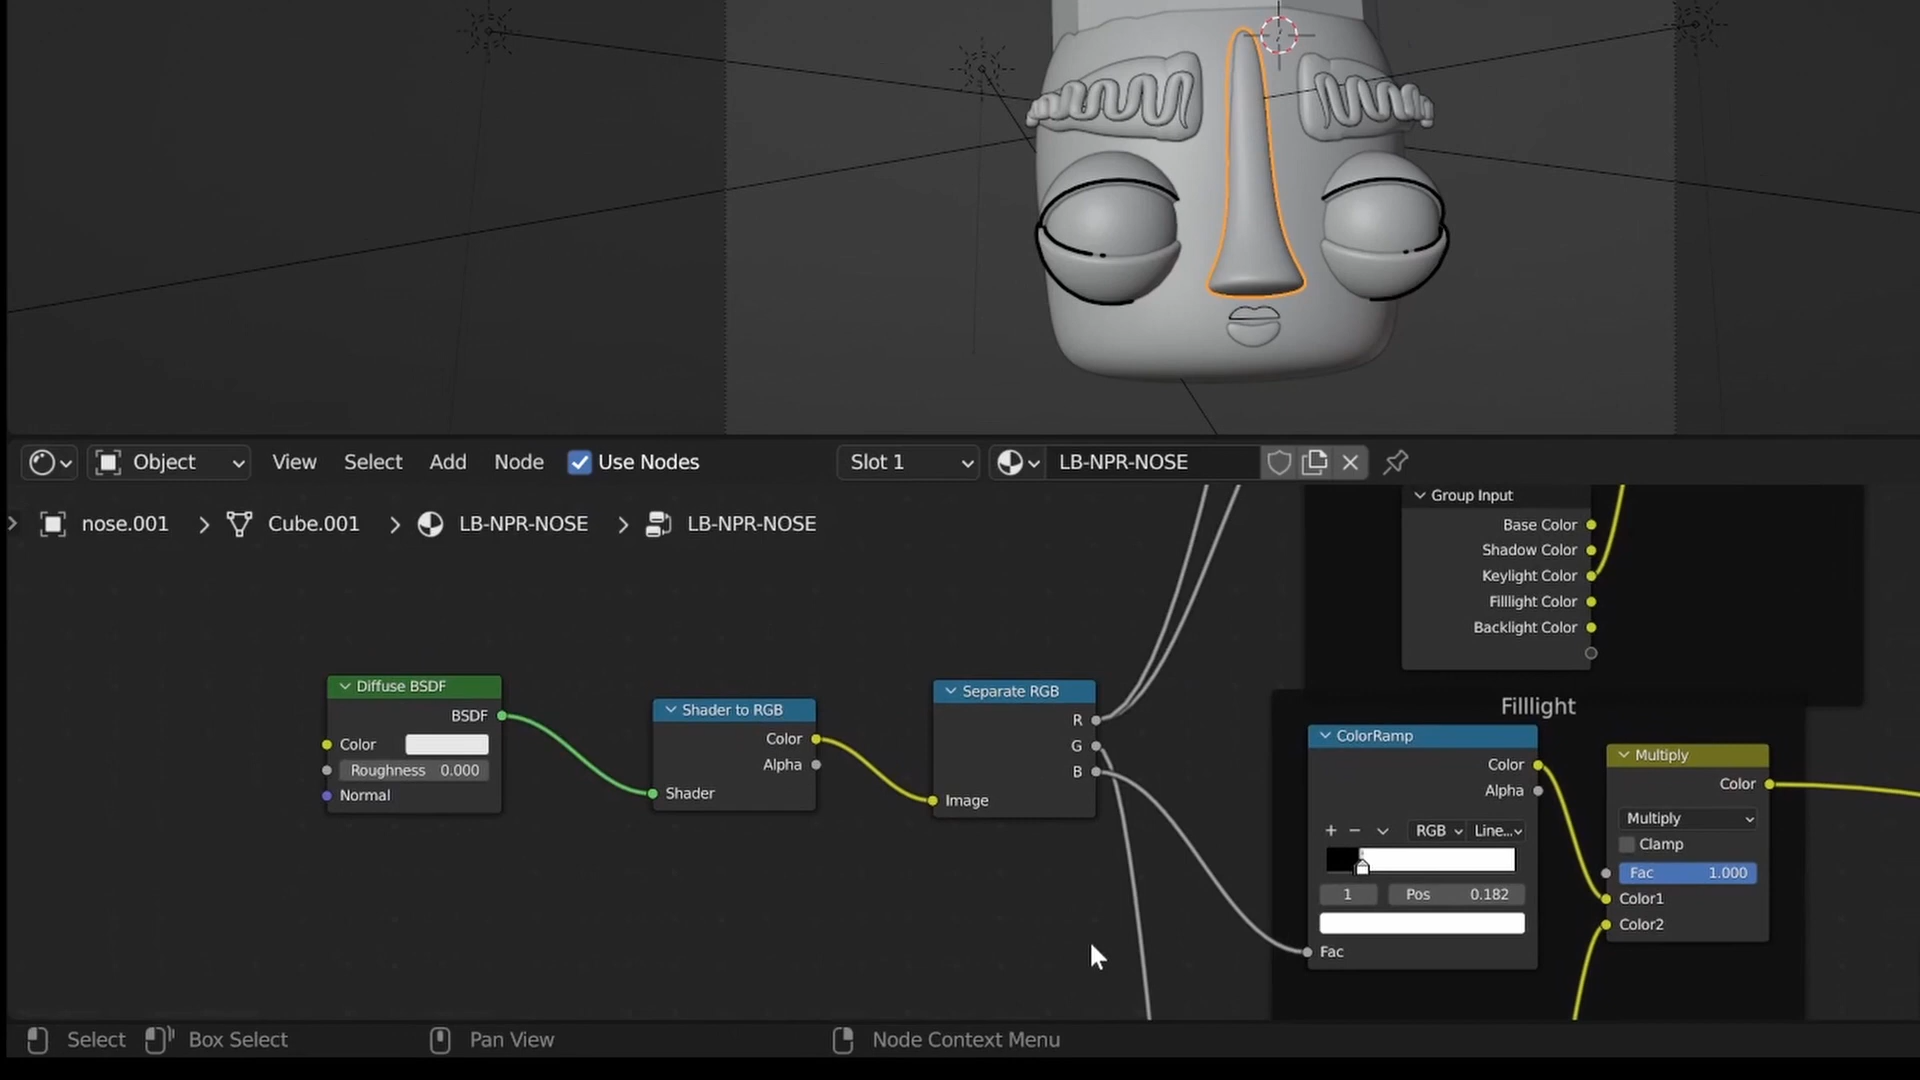 Object
View
Select
Add
Node
Use Nodes
Slot 1
LB-NPR-NOSE
nose.001
Cube.001
LB-NPR-NOSE
LB-NPR-NOSE
Group Input
Base Color
Shadow Color
Keylight Color
Filllight Color
Backlight Color
Diffuse BSDF
BSDF
Color
Roughness 0.000
Normal
Shader to RGB
Color
Alpha
Shader
Separate RGB
R
G
B
Image
Filllight
ColorRamp
Color
Alpha
RGB
Line...
1
Pos 0.182
Fac
Multiply
Color
Multiply
Clamp
Fac 1.000
Color1
Color2
Select
Box Select
Pan View
Node Context Menu